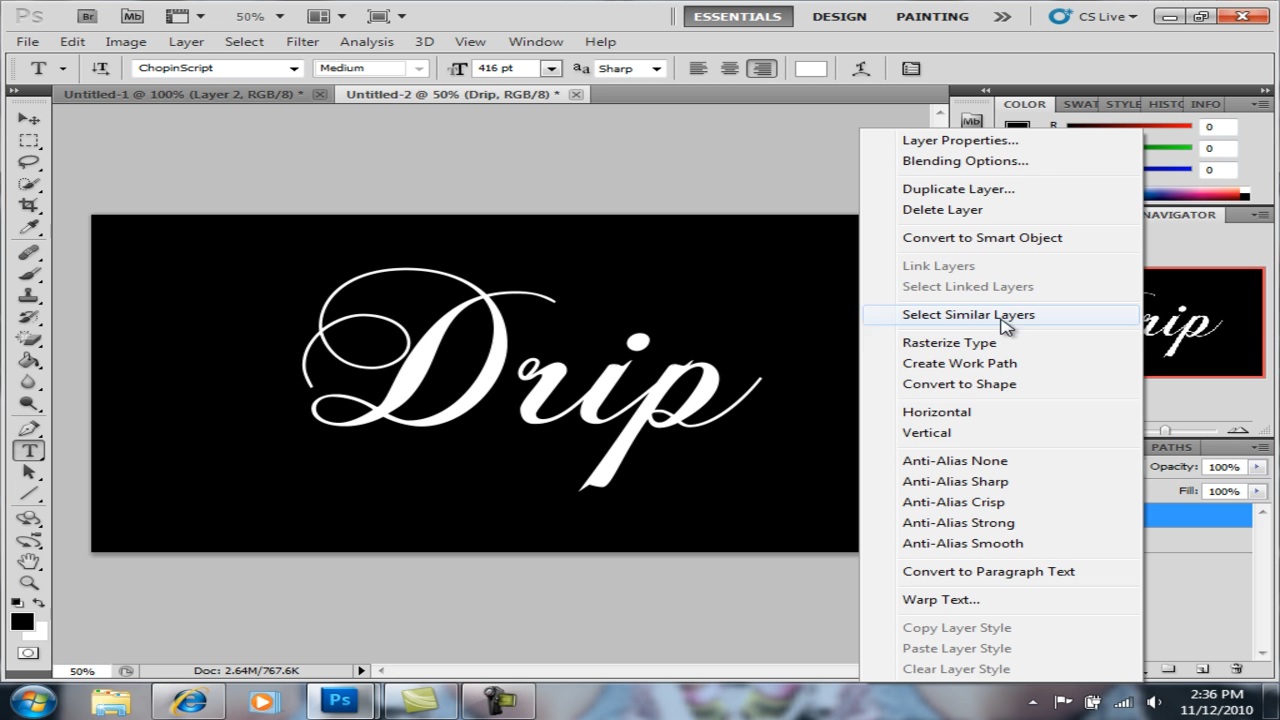 Ps Br Mb 50% ESSENTIALS DESIGN PAINTING CS Live
File Edit Image Layer Select Filter Analysis 3D View Window Help
T T ChopinScript Medium T 416 pt aa Sharp
Untitled-1 @ 100% (Layer 2, RGB/8) * Untitled-2 @ 50% (Drip, RGB/8) *
COLOR SWAT STYLE HISTO INFO
Mb R 0
0
0
Layer Properties...
Blending Options...
Duplicate Layer...
Delete Layer
Convert to Smart Object
Link Layers
Select Linked Layers
Select Similar Layers
Rasterize Type
Create Work Path
Convert to Shape
Horizontal
Vertical
Anti-Alias None
Anti-Alias Sharp
Anti-Alias Crisp
Anti-Alias Strong
Anti-Alias Smooth
Convert to Paragraph Text
Warp Text...
Copy Layer Style
Paste Layer Style
Clear Layer Style
NAVIGATOR
rip
PATHS
Opacity: 100%
Fill: 100%
Drip
T
50% Doc: 2.64M/767.6K
Ps
2:36 PM
11/12/2010